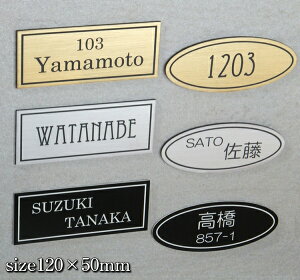 103
Yamamoto
1203
WATANABE
SATO
佐藤
SUZUKI
TANAKA
高橋
857-1
size120×50mm